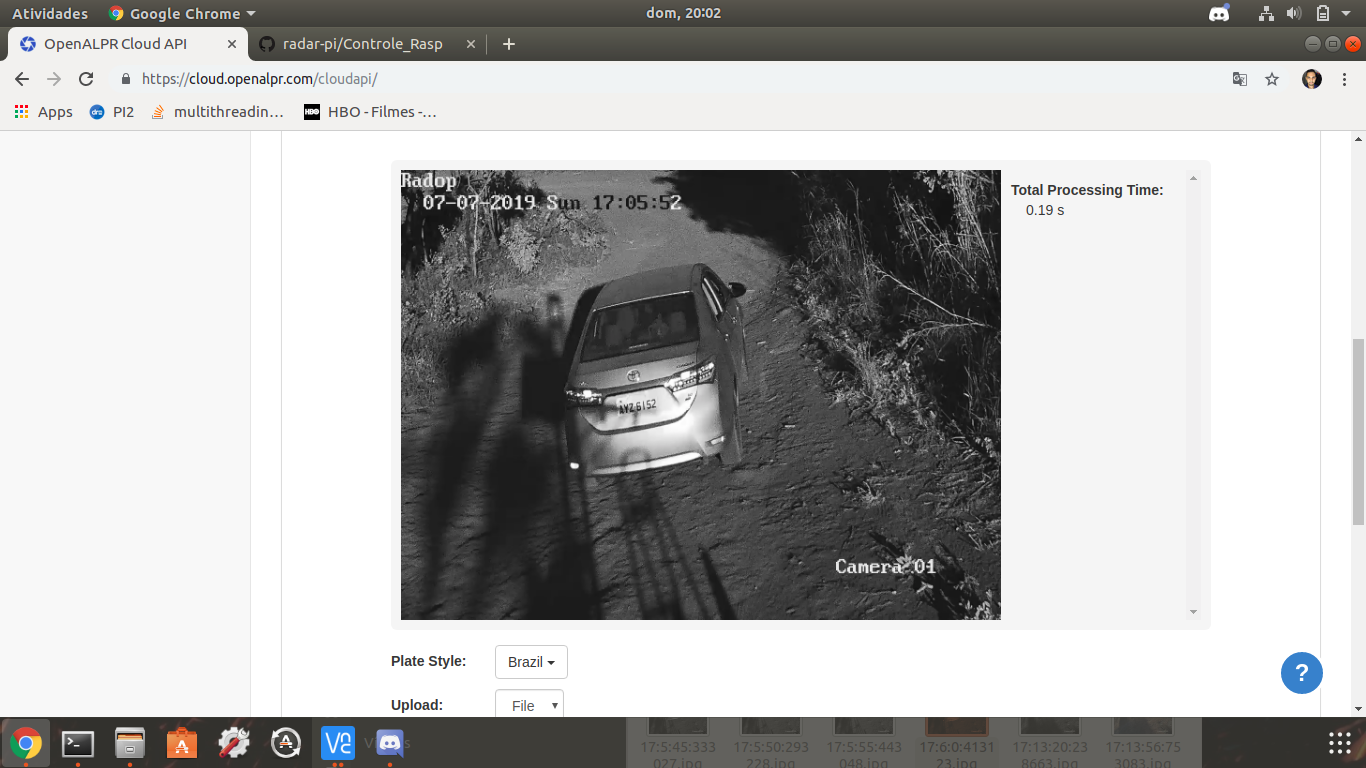 Atividades
Google Chrome
dom, 20:02
OpenALPR Cloud API
radar-pi/Controle_Rasp
https://cloud.openalpr.com/cloudapi/
Apps
PI2
multithreadin…
HBO
HBO - Filmes -…
Radop
07-07-2019 Sun 17:05:52
AYZ 6152
Camera 01
Total Processing Time:
0.19 s
Plate Style:
Brazil
Upload:
File
?
17:5:45:333
027.jpg
17:5:50:293
228.jpg
17:5:55:443
048.jpg
17:6:0:4131
23.jpg
17:13:20:23
8663.jpg
17:13:56:75
3083.jpg